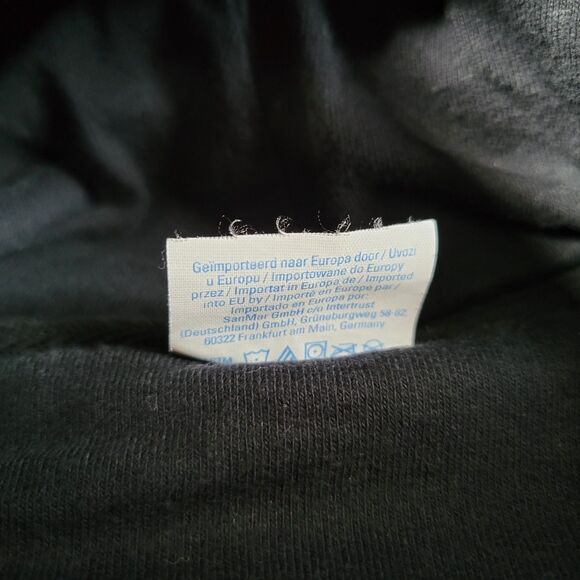 Geïmporteerd naar Europa door / Uvozi
u Europu / Importowane do Europy
przez / Importat in Europa de / Imported
into EU by / Importé en Europe par /
Importado en Europa por:
SanMar GmbH c/o Intertrust
(Deutschland) GmbH, Grüneburgweg 58-62,
60322 Frankfurt am Main, Germany